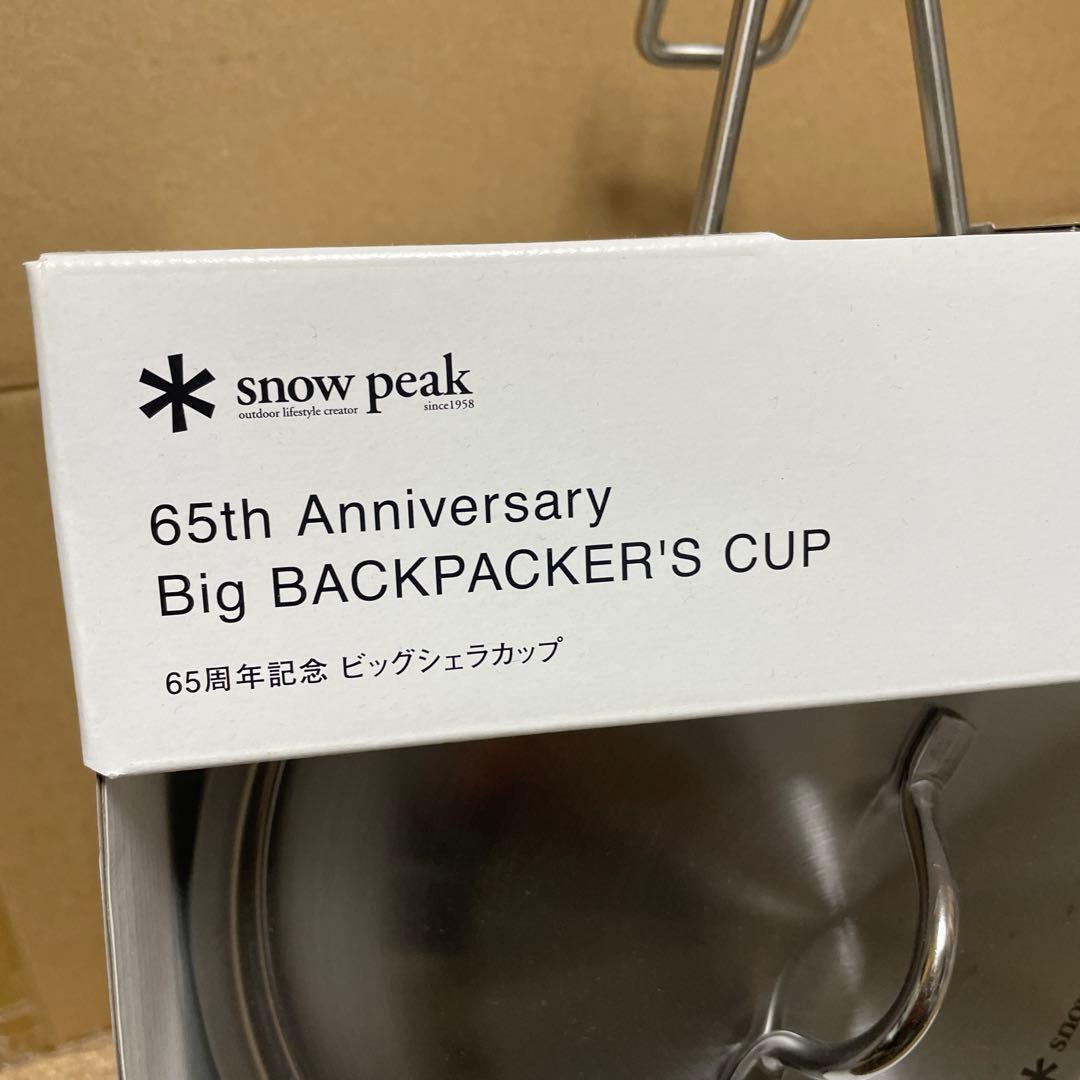 snow peak
outdoor lifestyle creator since1958
65th Anniversary
Big BACKPACKER'S CUP
65周年記念 ビッグシェラカップ
snow